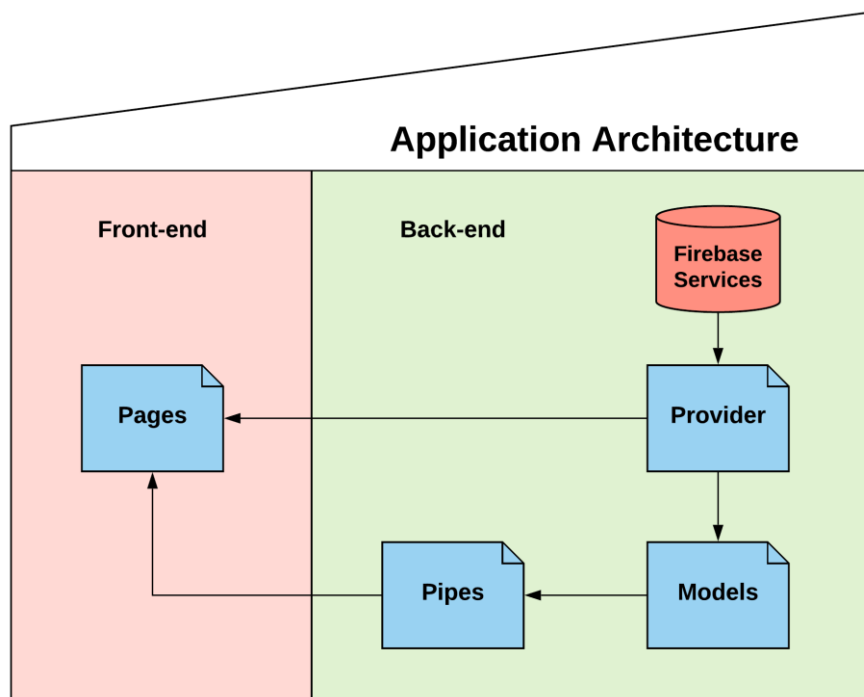 Application Architecture
Front-end
Back-end
Firebase
Services
Pages
Provider
Pipes
Models